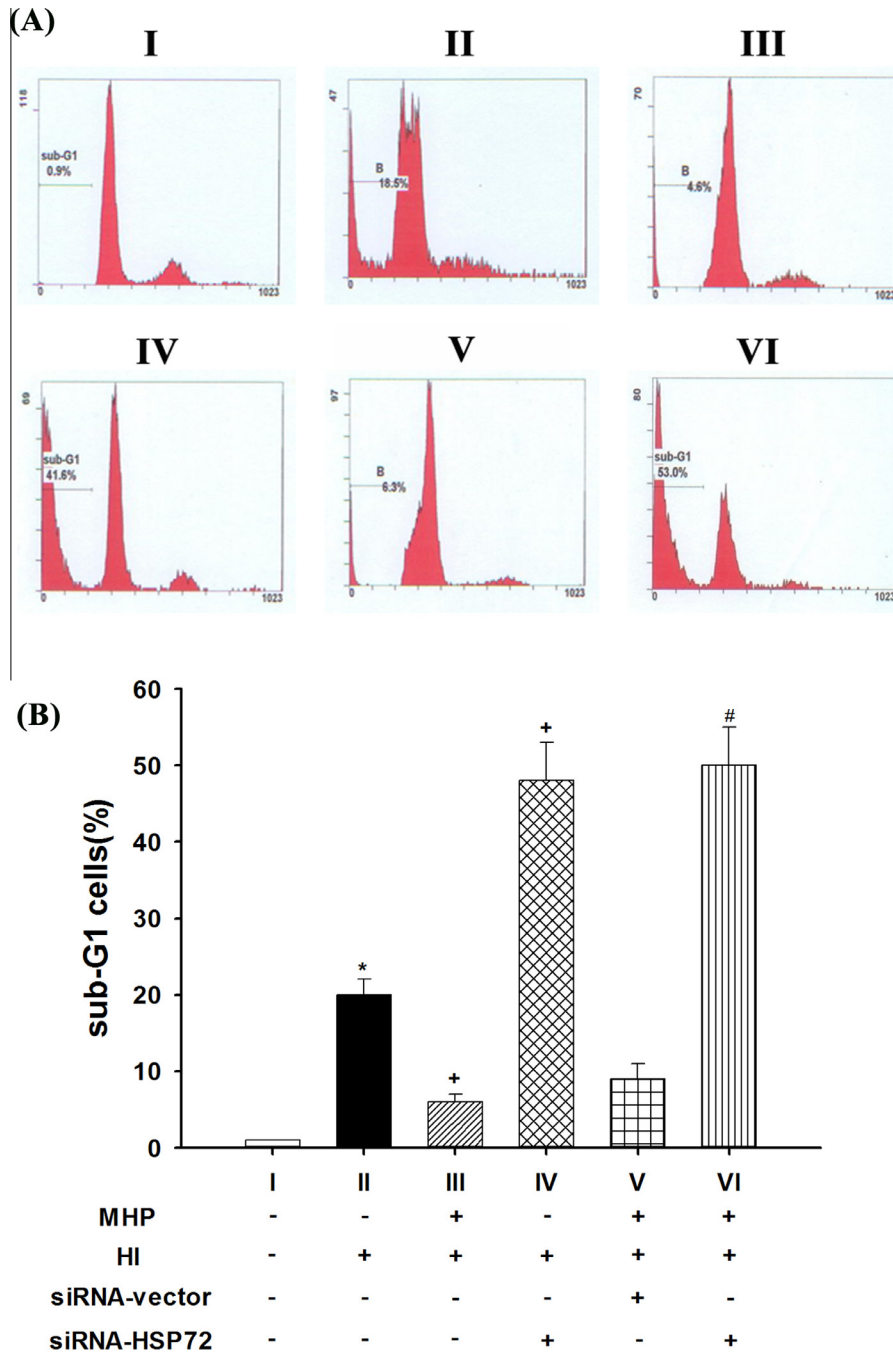 (A)
I II III
118
sub-G1
0.9%
0 1023
47
B
18.5%
0 1023
70
B
4.6%
0 1023
IV V VI
69
sub-G1
41.6%
0 1023
97
B
6.3%
0 1023
80
sub-G1
53.0%
0 1023
(B)
sub-G1 cells(%)
60
50
40
30
20
10
0
* + + #
I II III IV V VI
MHP - - + - + +
HI - + + + + +
siRNA-vector - - - - + -
siRNA-HSP72 - - - + - +